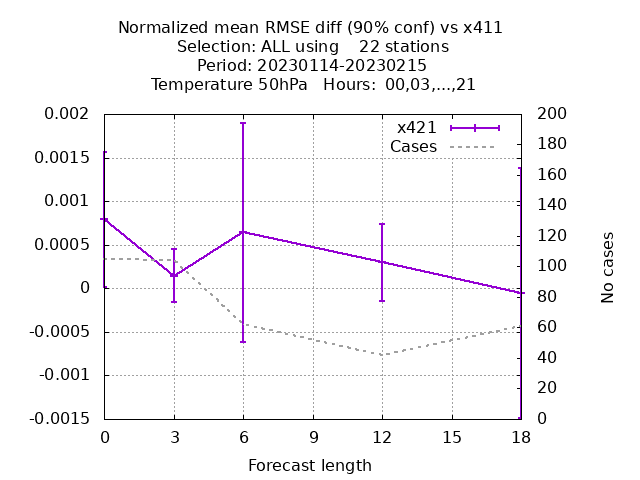 Normalized mean RMSE diff (90% conf) vs x411
Selection: ALL using    22 stations
Period: 20230114-20230215
Temperature 50hPa   Hours:  00,03,...,21
x421
Cases
0.002
0.0015
0.001
0.0005
0
-0.0005
-0.001
-0.0015
200
180
160
140
120
100
80
60
40
20
0
No cases
0 3 6 9 12 15 18
Forecast length